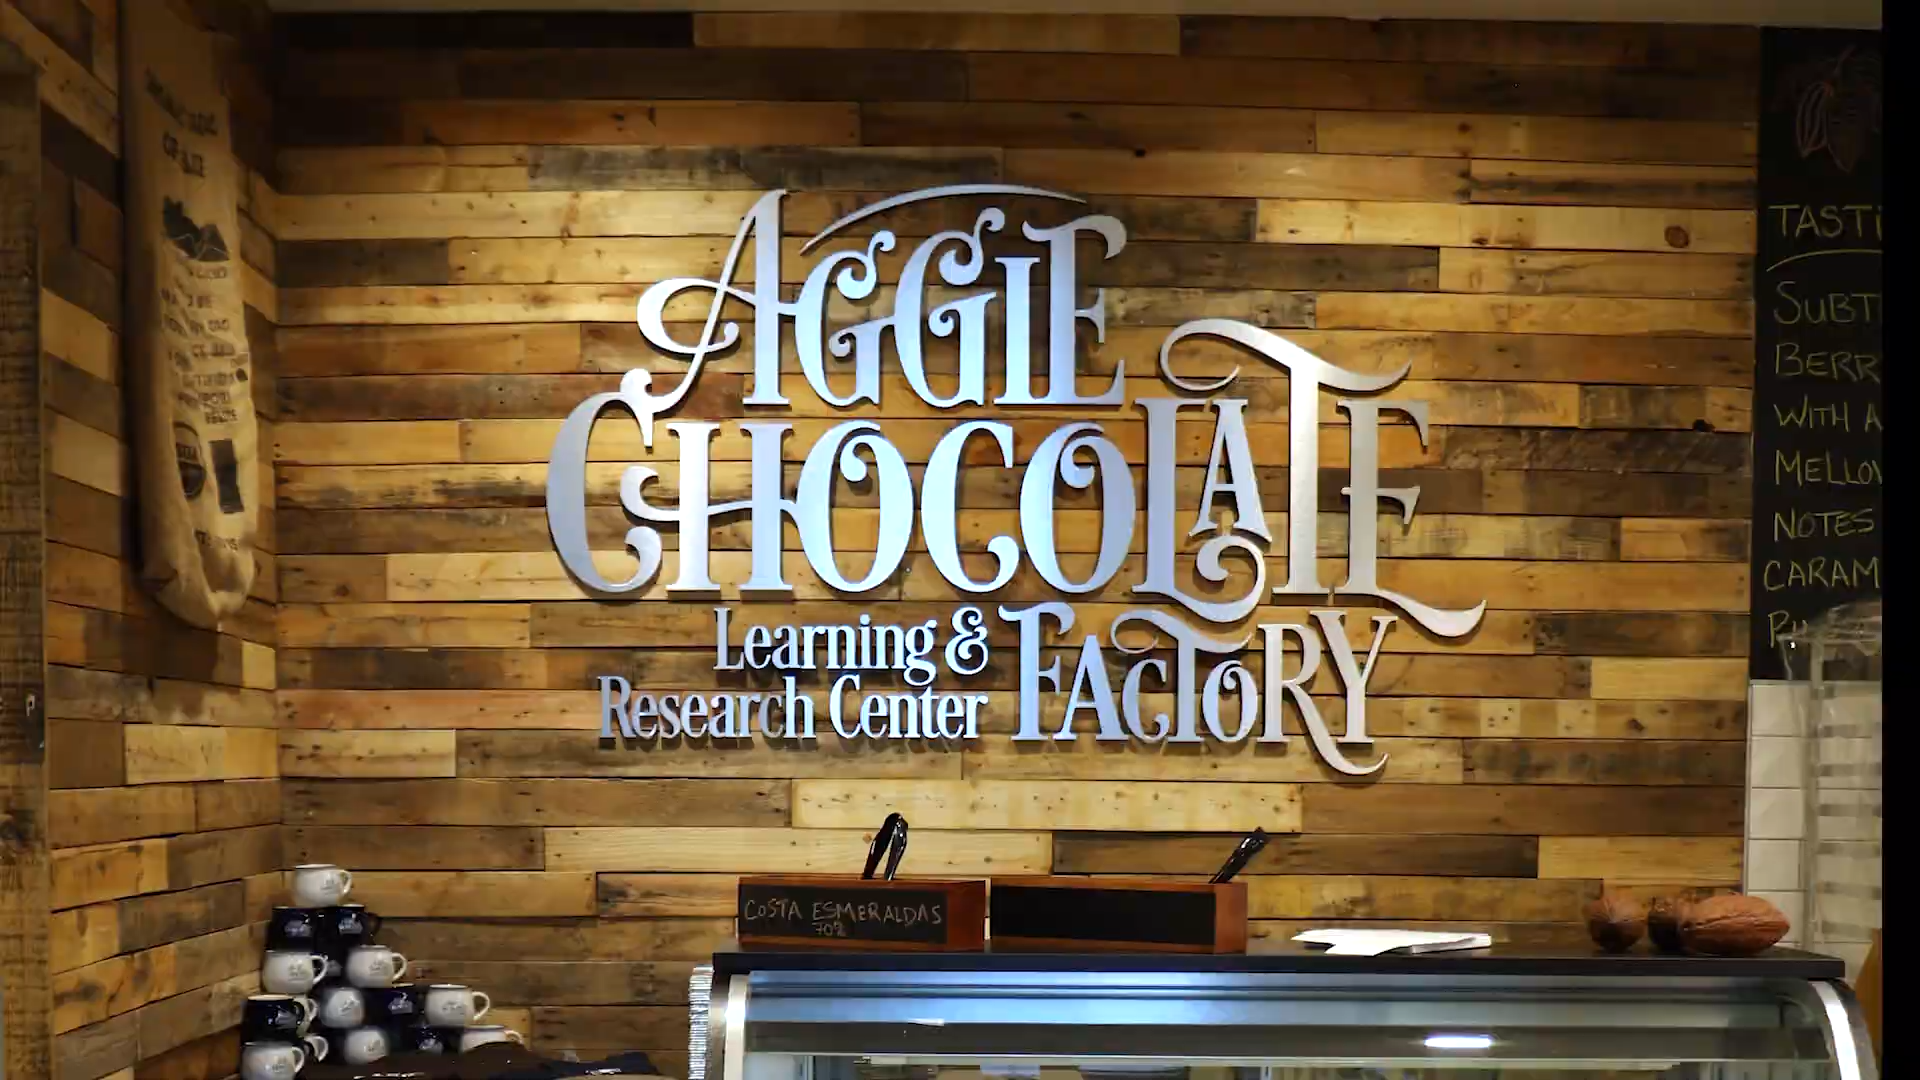 AGGIE
CHOCOLATE
Learning &
Research Center
FACTORY
TASTI
SUBT
BERR
WITH A
MELLOW
NOTES
CARAM
COSTA ESMERALDAS
70%